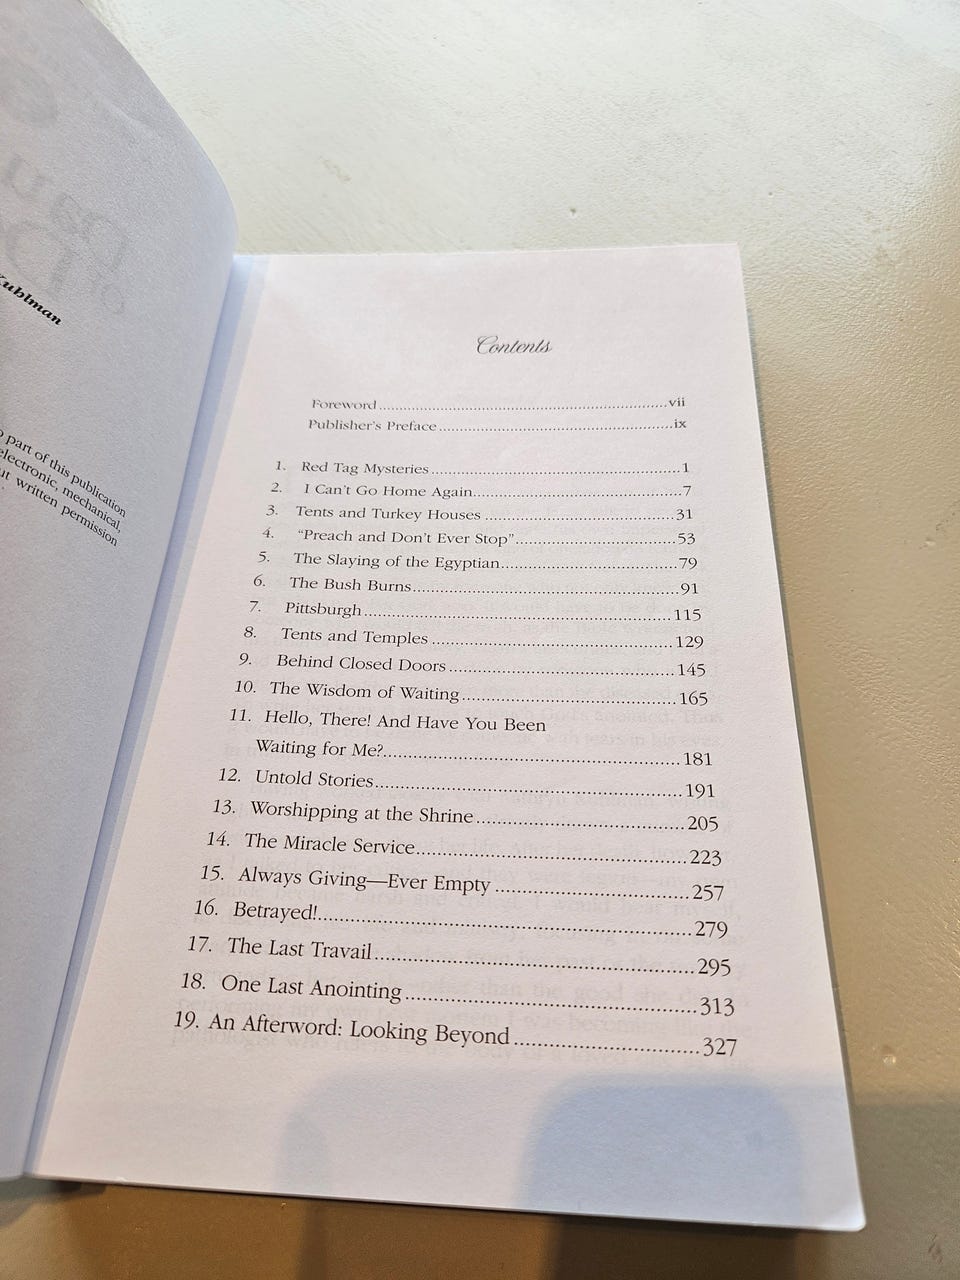 Kuhlman
part of this publication
electronic, mechanical,
written permission
Contents
Foreword....................vii
Publisher's Preface....................ix
1. Red Tag Mysteries....................1
2. I Can't Go Home Again....................7
3. Tents and Turkey Houses....................31
4. “Preach and Don't Ever Stop”....................53
5. The Slaying of the Egyptian....................79
6. The Bush Burns....................91
7. Pittsburgh....................115
8. Tents and Temples....................129
9. Behind Closed Doors....................145
10. The Wisdom of Waiting....................165
11. Hello, There! And Have You Been
Waiting for Me?....................181
12. Untold Stories....................191
13. Worshipping at the Shrine....................205
14. The Miracle Service....................223
15. Always Giving—Ever Empty....................257
16. Betrayed!....................279
17. The Last Travail....................295
18. One Last Anointing....................313
19. An Afterword: Looking Beyond....................327